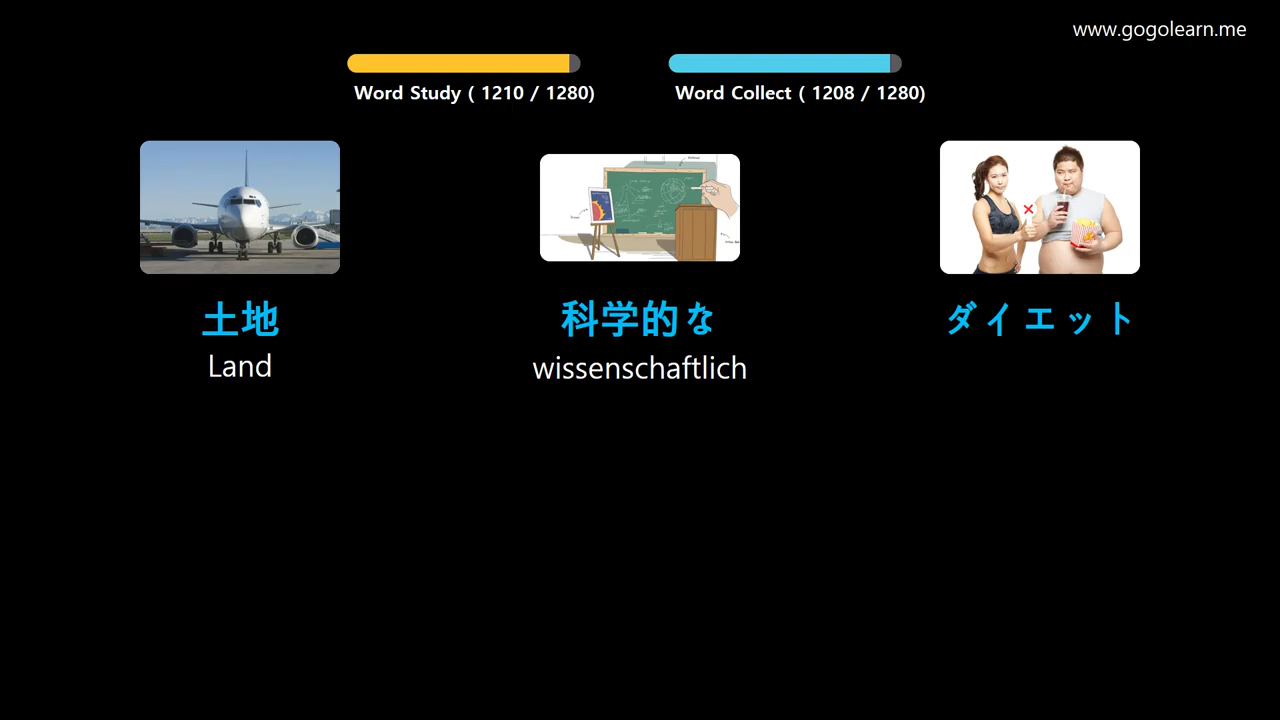 www.gogolearn.me
Word Study ( 1210 / 1280)
Word Collect ( 1208 / 1280)
土地
Land
科学的な
wissenschaftlich
ダイエット